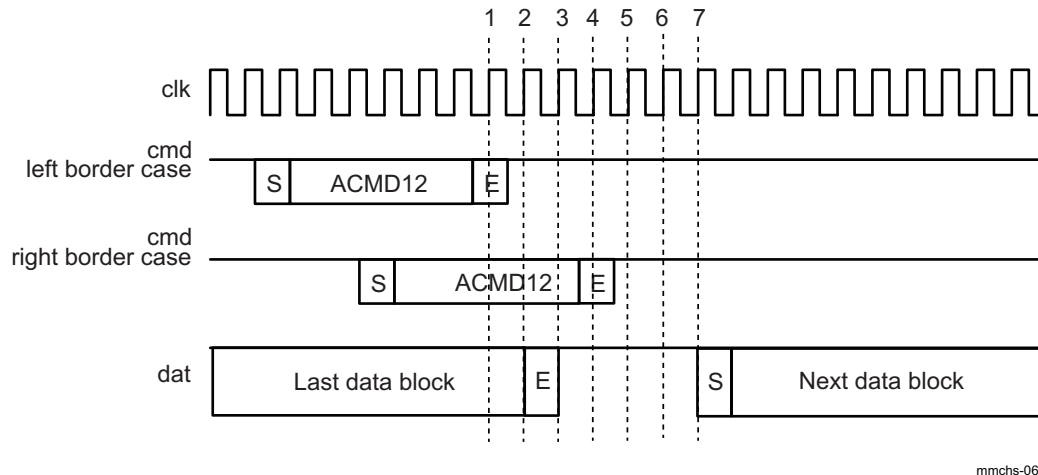 1 2 3 4 5 6 7
clk
cmd
left border case
S ACMD12 E
cmd
right border case
S ACMD12 E
dat
Last data block E S Next data block
mmchs-06